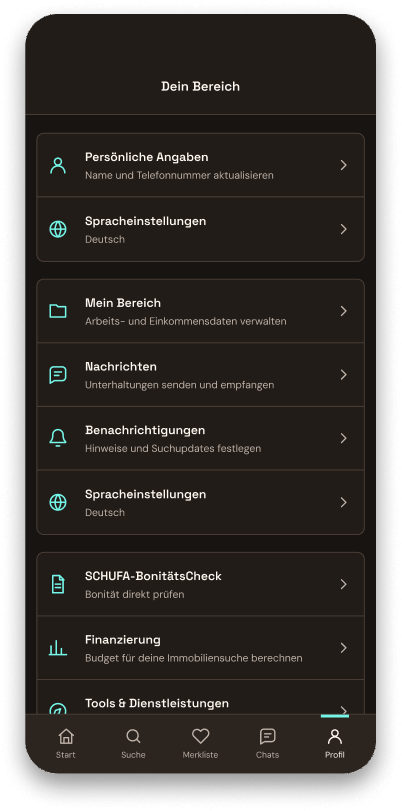 Dein Bereich
Persönliche Angaben
Name und Telefonnummer aktualisieren
Spracheinstellungen
Deutsch
Mein Bereich
Arbeits- und Einkommensdaten verwalten
Nachrichten
Unterhaltungen senden und empfangen
Benachrichtigungen
Hinweise und Suchupdates festlegen
Spracheinstellungen
Deutsch
SCHUFA-BonitätsCheck
Bonität direkt prüfen
Finanzierung
Budget für deine Immobiliensuche berechnen
Tools & Dienstleistungen
Start
Suche
Merkliste
Chats
Profil